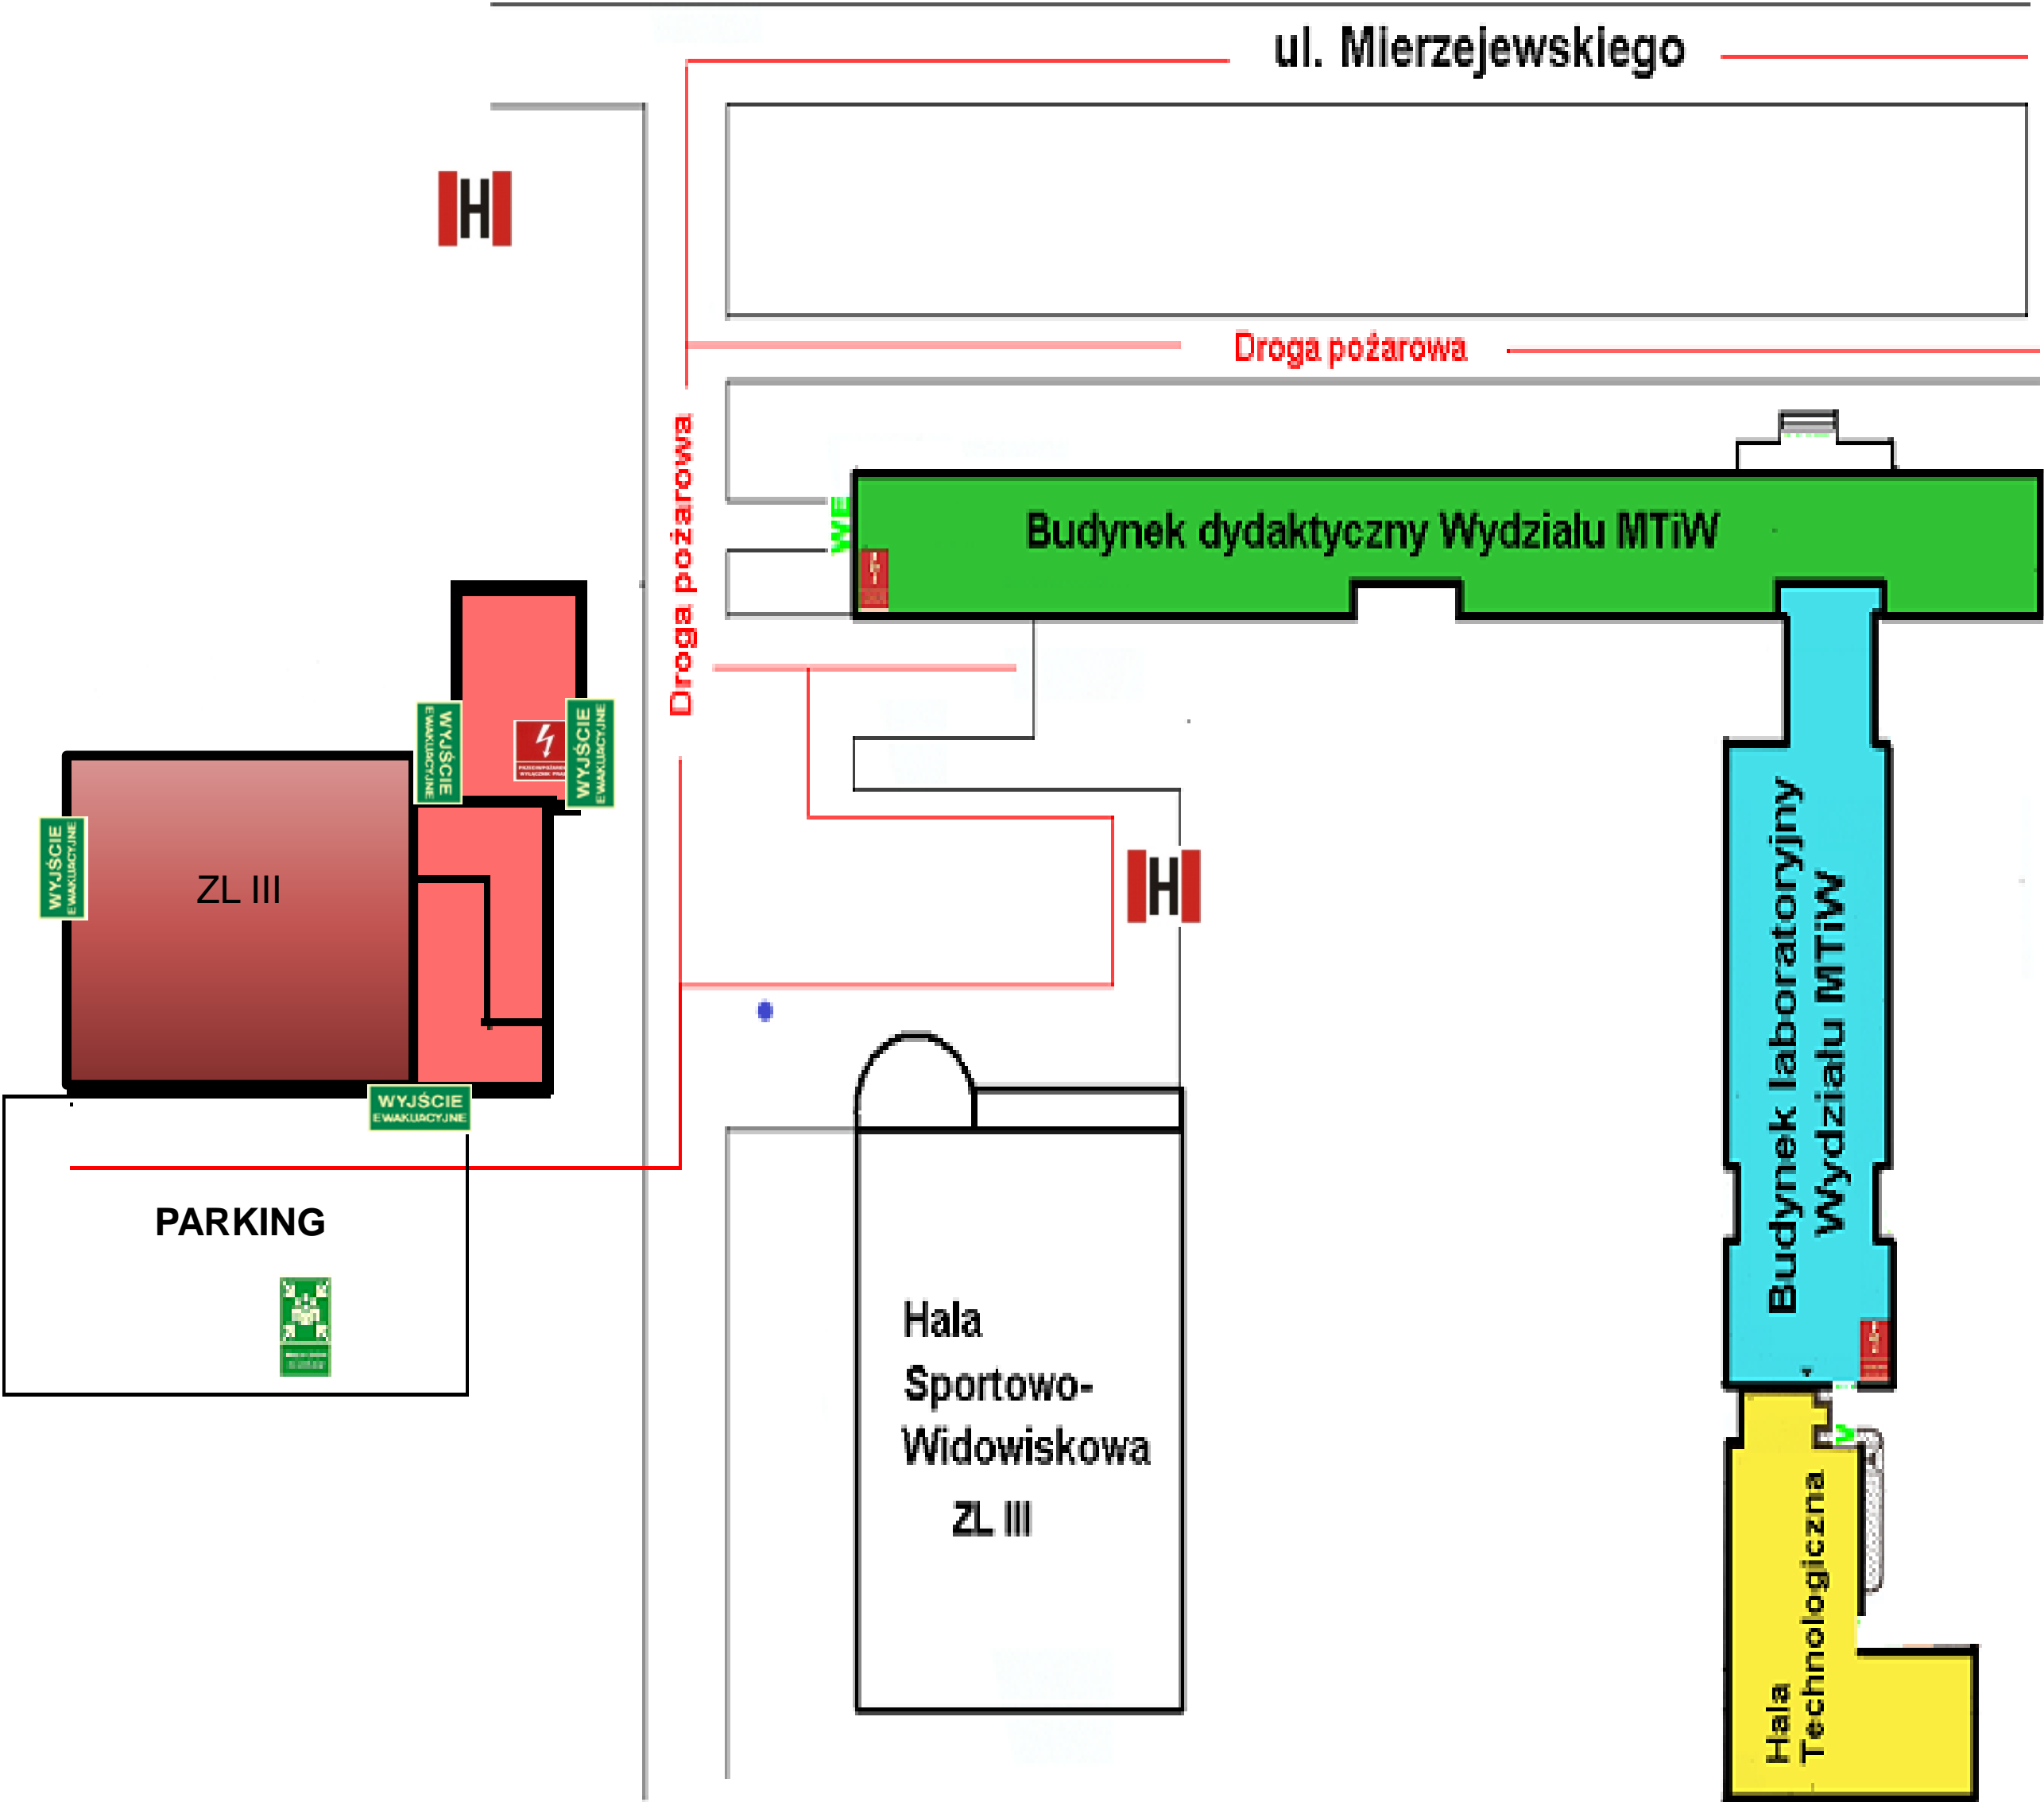 ul. Mierzejewskiego
H
Droga pożarowa
Droga pożarowa
WE
Budynek dydaktyczny Wydziału MTiW
WYJŚCIE
EWAKUACYJNE
WYJŚCIE
EWAKUACYJNE
WYJŚCIE
EWAKUACYJNE
ZL III
H
Budynek laboratoryjny
Wydziału MTiW
WYJŚCIE
EWAKUACYJNE
PARKING
Hala
Sportowo-
Widowiskowa
ZL III
Hala
Technologiczna